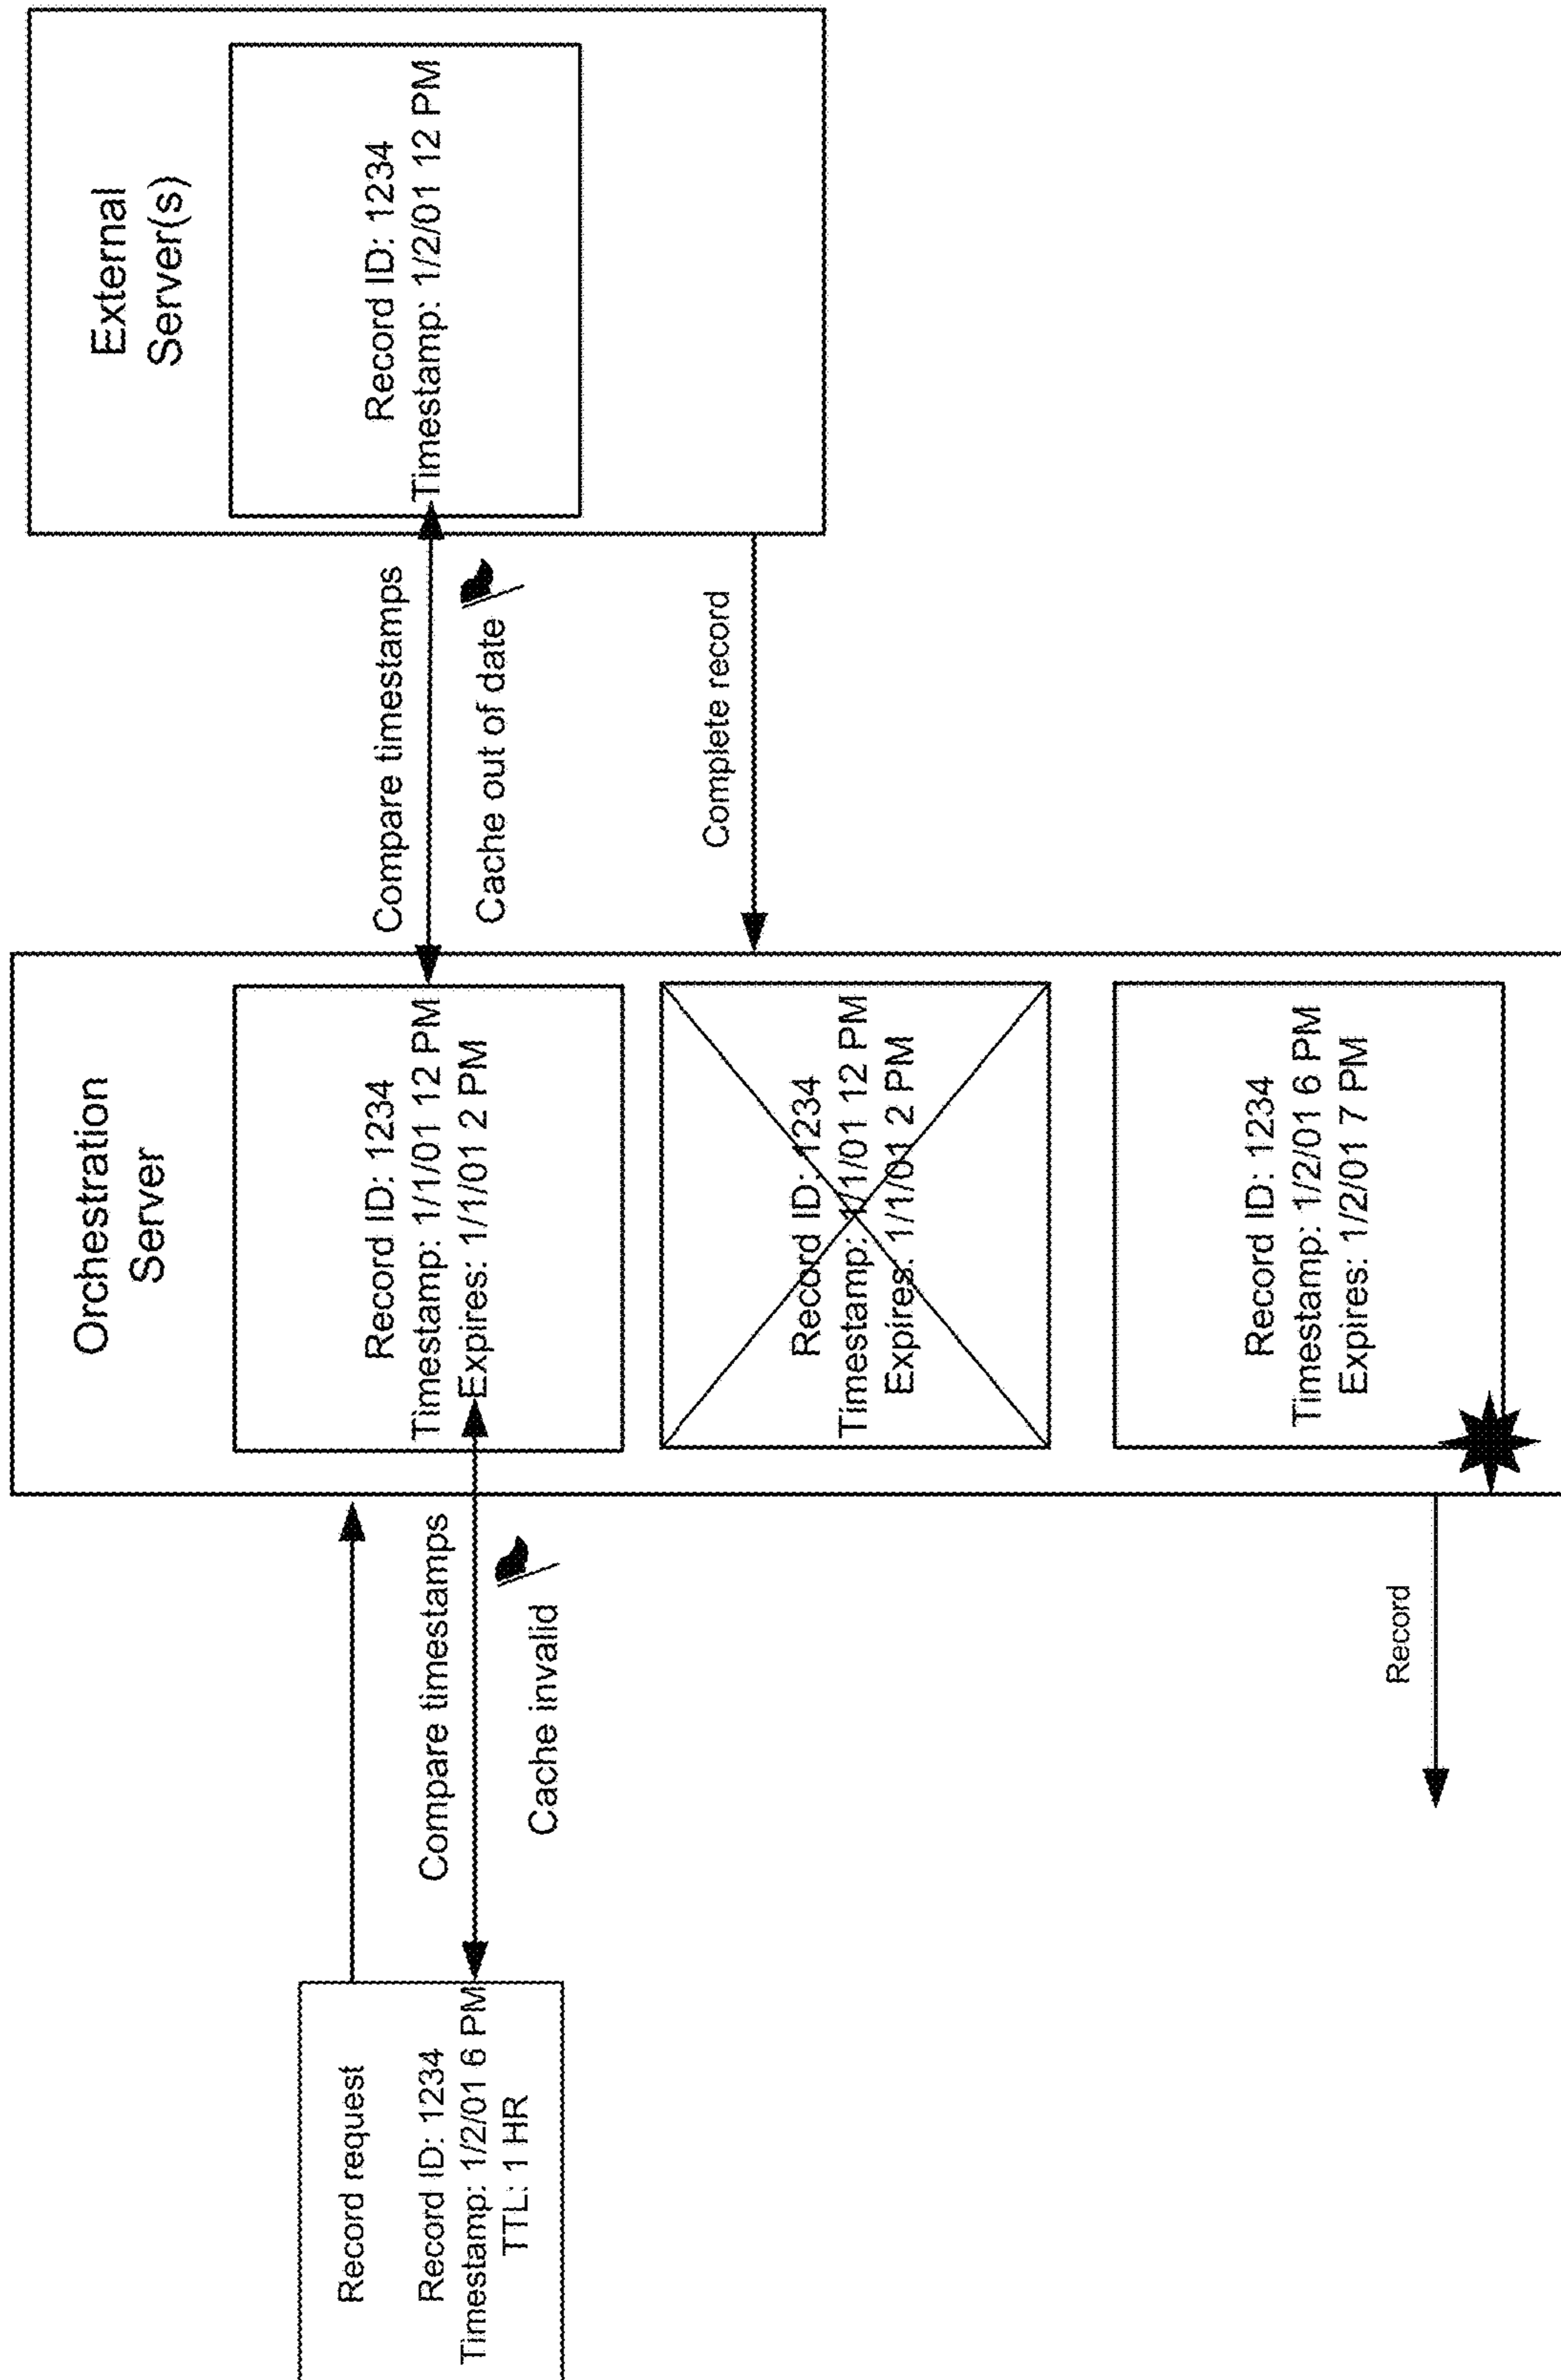 Record request
Record ID: 1234
Timestamp: 1/2/01 6 PM
TTL: 1 HR
Compare timestamps
Cache invalid
Orchestration
Server
Record ID: 1234
Timestamp: 1/1/01 12 PM
Expires: 1/1/01 2 PM
Record ID: 1234
Timestamp: 1/1/01 12 PM
Expires: 1/1/01 2 PM
Record ID: 1234
Timestamp: 1/2/01 6 PM
Expires: 1/2/01 7 PM
Record
Compare timestamps
Cache out of date
Complete record
External
Server(s)
Record ID: 1234
Timestamp: 1/2/01 12 PM